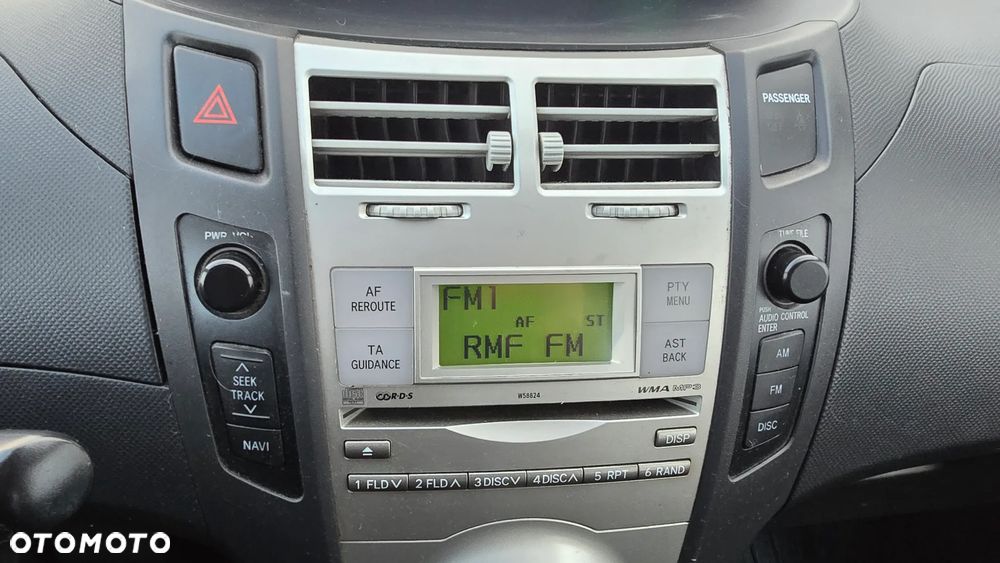 PASSENGER
PWR·VOL
TUNE·FILE
AF
REROUTE
FM1
AF ST
RMF FM
PTY
MENU
PUSH
AUDIO CONTROL
ENTER
TA
GUIDANCE
AST
BACK
SEEK
TRACK
AM
FM
DISC
NAVI
R·D·S
W58824
WMA MP3
DISP
1 FLD∨
2 FLD∧
3 DISC∨
4 DISC∧
5 RPT
6 RAND
OTOMOTO